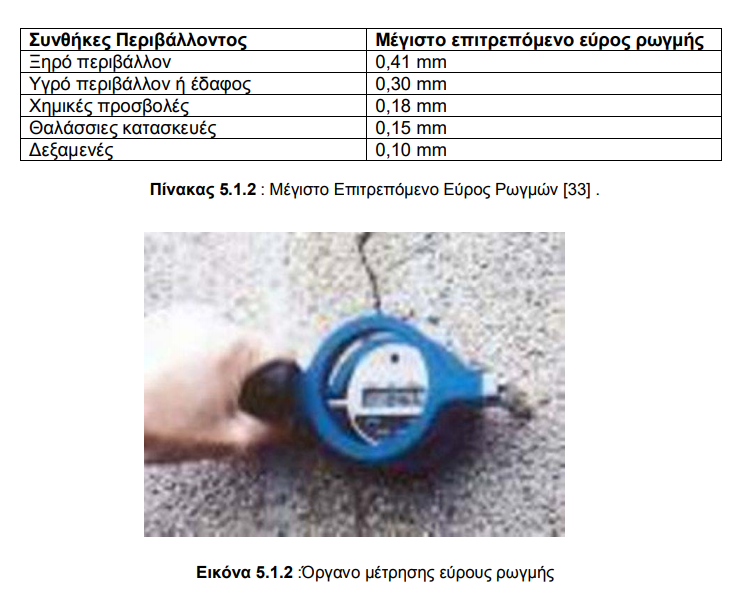 Συνθήκες Περιβάλλοντος Μέγιστο επιτρεπόμενο εύρος ρωγμής
Ξηρό περιβάλλον 0,41 mm
Υγρό περιβάλλον ή έδαφος 0,30 mm
Χημικές προσβολές 0,18 mm
Θαλάσσιες κατασκευές 0,15 mm
Δεξαμενές 0,10 mm
Πίνακας 5.1.2 : Μέγιστο Επιτρεπόμενο Εύρος Ρωγμών [33] .
Εικόνα 5.1.2 :Όργανο μέτρησης εύρους ρωγμής